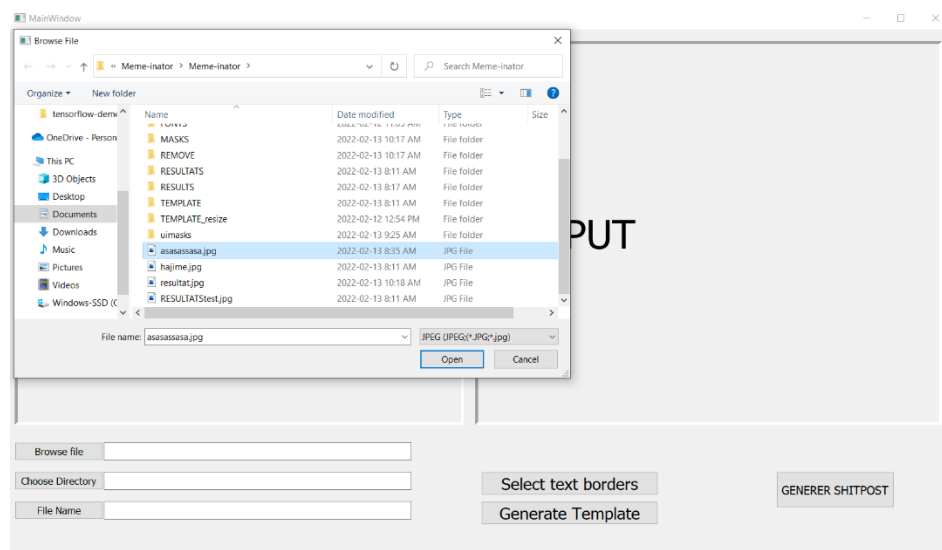 MainWindow
Browse File
« Meme-inator > Meme-inator >
Search Meme-inator
Organize
New folder
Name Date modified Type Size
tensorflow-dem
OneDrive - Person
This PC
3D Objects
Desktop
Documents
Downloads
Music
Pictures
Videos
Windows-SSD (C
MASKS 2022-02-13 10:17 AM File folder
REMOVE 2022-02-13 10:17 AM File folder
RESULTATS 2022-02-13 8:11 AM File folder
RESULTS 2022-02-13 8:17 AM File folder
TEMPLATE 2022-02-13 8:11 AM File folder
TEMPLATE_resize 2022-02-12 12:54 PM File folder
uimasks 2022-02-13 9:25 AM File folder
asasassasa.jpg 2022-02-13 8:35 AM JPG File
hajime.jpg 2022-02-13 8:11 AM JPG File
resultat.jpg 2022-02-13 10:18 AM JPG File
RESULTATStest.jpg 2022-02-13 8:11 AM JPG File
File name: asasassasa.jpg JPEG (JPEG;(*.JPG;*.jpg)
Open Cancel
PUT
Browse file
Choose Directory
File Name
Select text borders
Generate Template
GENERER SHITPOST